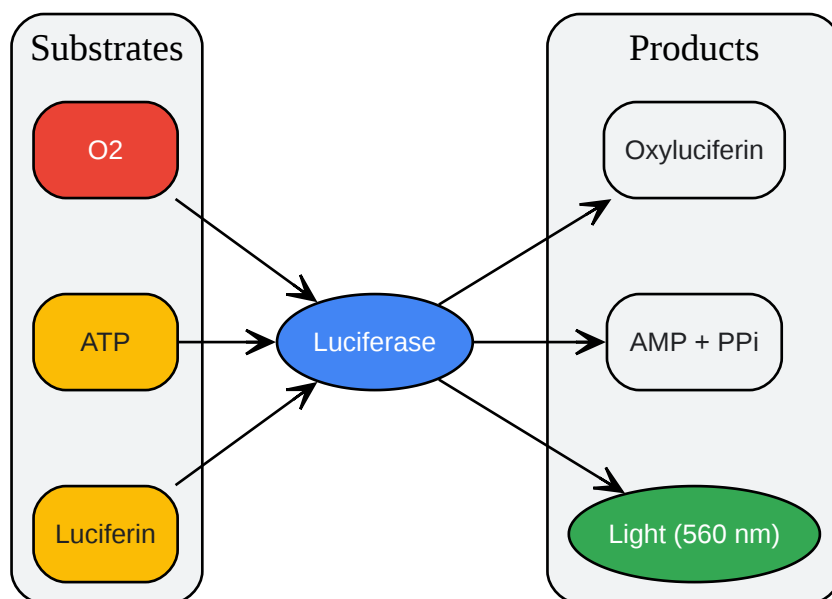 Substrates
O2
ATP
Luciferin
Luciferase
Products
Oxyluciferin
AMP + PPi
Light (560 nm)